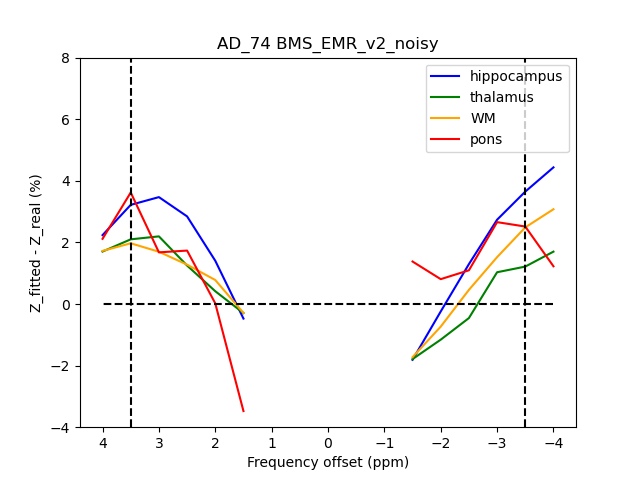 AD_74 BMS_EMR_v2_noisy
hippocampus
thalamus
WM
pons
Z_fitted - Z_real (%)
8
6
4
2
0
−2
−4
4 3 2 1 0 −1 −2 −3 −4
Frequency offset (ppm)